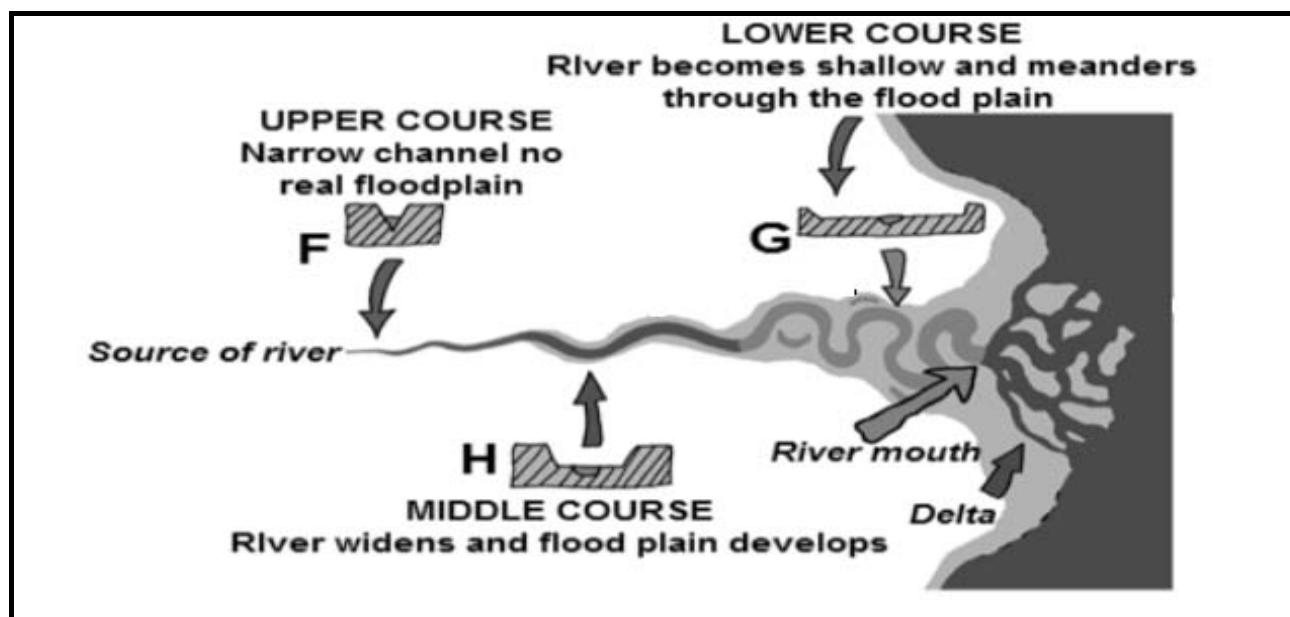 LOWER COURSE
RIver becomes shallow and meanders
through the flood plain
UPPER COURSE
Narrow channel no
real floodplain
F
G
Source of river
H
River mouth
Delta
MIDDLE COURSE
RIver widens and flood plain develops